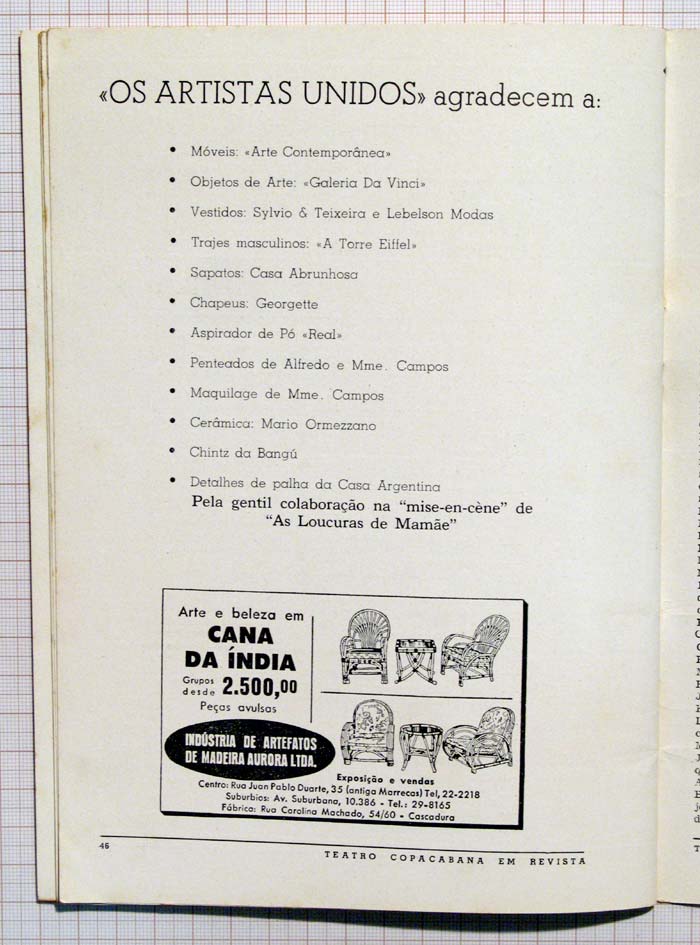 «OS ARTISTAS UNIDOS» agradecem a:
• Móveis: «Arte Contemporânea»
• Objetos de Arte: «Galeria Da Vinci»
• Vestidos: Sylvio & Teixeira e Lebelson Modas
• Trajes masculinos: «A Torre Eiffel»
• Sapatos: Casa Abrunhosa
• Chapeus: Georgette
• Aspirador de Pó «Real»
• Penteados de Alfredo e Mme. Campos
• Maquilage de Mme. Campos
• Cerâmica: Mario Ormezzano
• Chintz da Bangú
• Detalhes de palha da Casa Argentina
Pela gentil colaboração na “mise-en-cène” de
“As Loucuras de Mamãe”
Arte e beleza em
CANA
DA ÍNDIA
Grupos
desde 2.500,00
Peças avulsas
INDÚSTRIA DE ARTEFATOS
DE MADEIRA AURORA LTDA.
Exposição e vendas
Centro: Rua Juan Pablo Duarte, 35 (antiga Marrecas) Tel, 22-2218
Suburbios: Av. Suburbana, 10.386 - Tel.: 29-8165
Fábrica: Rua Carolina Machado, 54/60 - Cascadura
46
TEATRO COPACABANA EM REVISTA